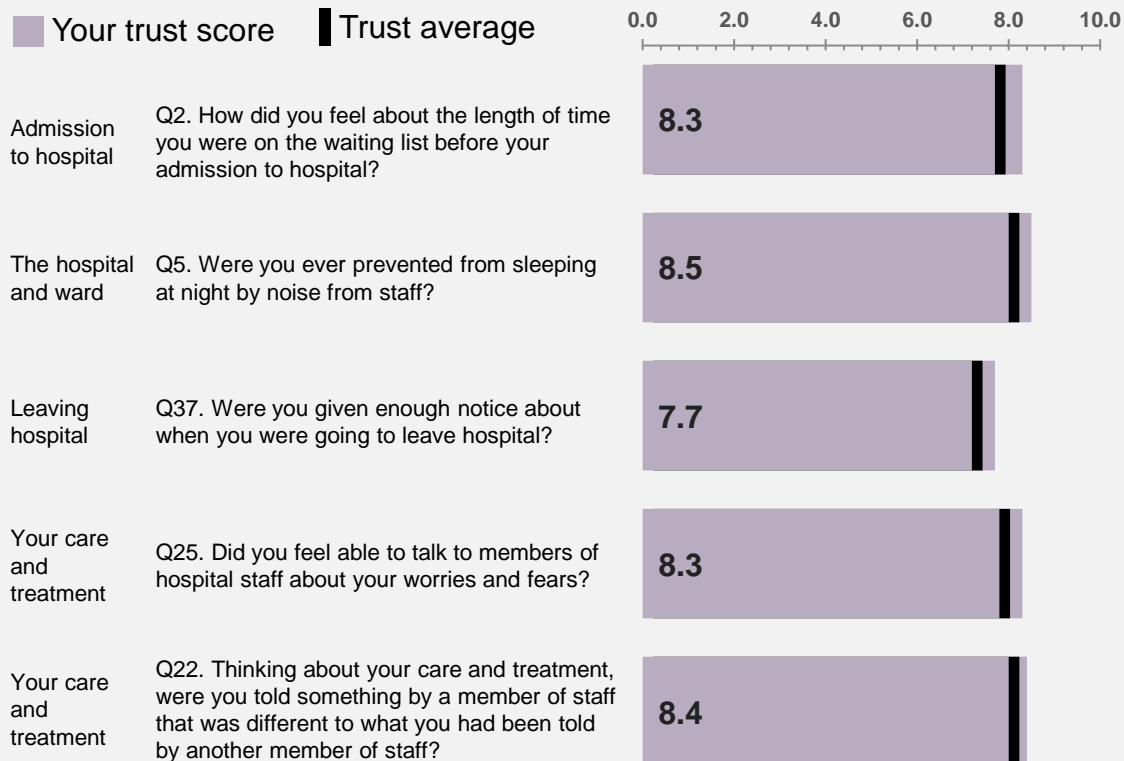 Your trust score
Trust average
0.0 2.0 4.0 6.0 8.0 10.0
Admission
to hospital
Q2. How did you feel about the length of time
you were on the waiting list before your
admission to hospital?
8.3
The hospital
and ward
Q5. Were you ever prevented from sleeping
at night by noise from staff?
8.5
Leaving
hospital
Q37. Were you given enough notice about
when you were going to leave hospital?
7.7
Your care
and
treatment
Q25. Did you feel able to talk to members of
hospital staff about your worries and fears?
8.3
Your care
and
treatment
Q22. Thinking about your care and treatment,
were you told something by a member of staff
that was different to what you had been told
by another member of staff?
8.4